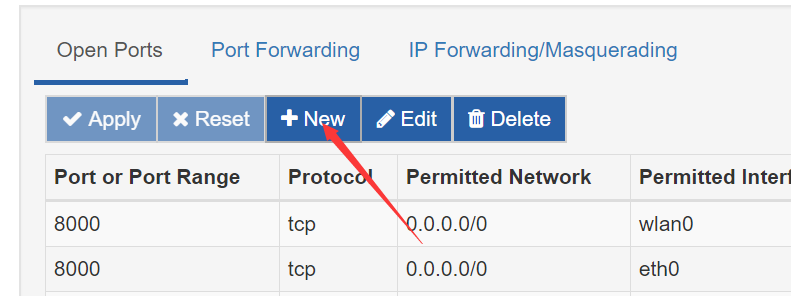 Open Ports Port Forwarding IP Forwarding/Masquerading
Apply Reset New Edit Delete
Port or Port Range Protocol Permitted Network Permitted Interf
8000 tcp 0.0.0.0/0 wlan0
8000 tcp 0.0.0.0/0 eth0